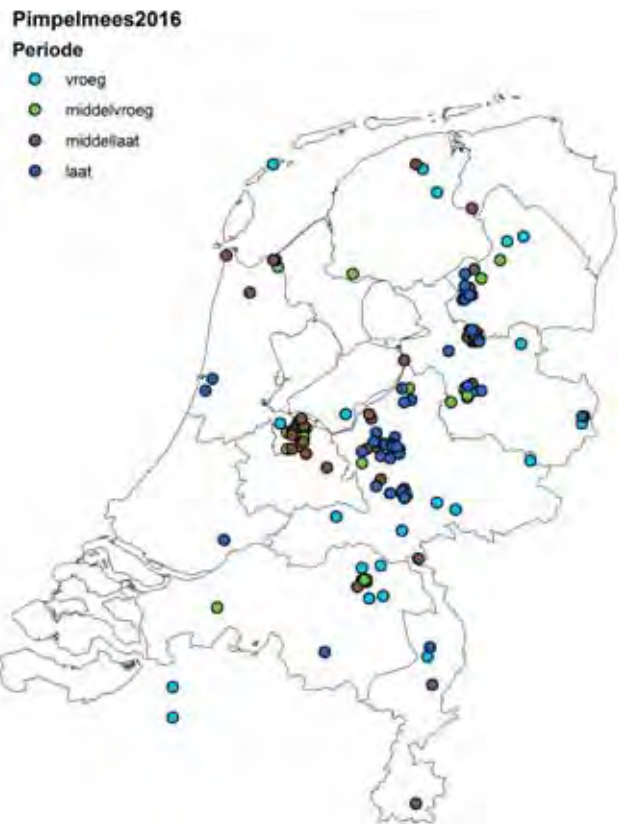 Pimpelmees2016
Periode
vroeg
middelvroeg
middellaat
laat